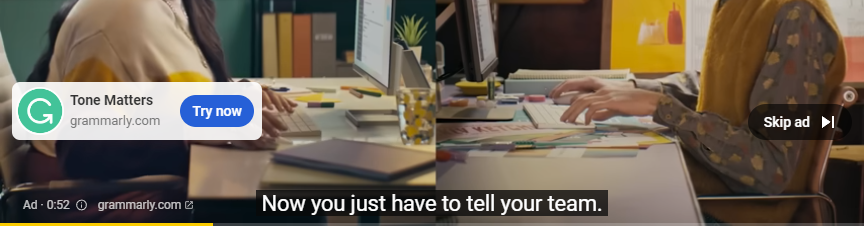 Tone Matters
grammarly.com
Try now
Skip ad
Ad · 0:52
grammarly.com
Now you just have to tell your team.